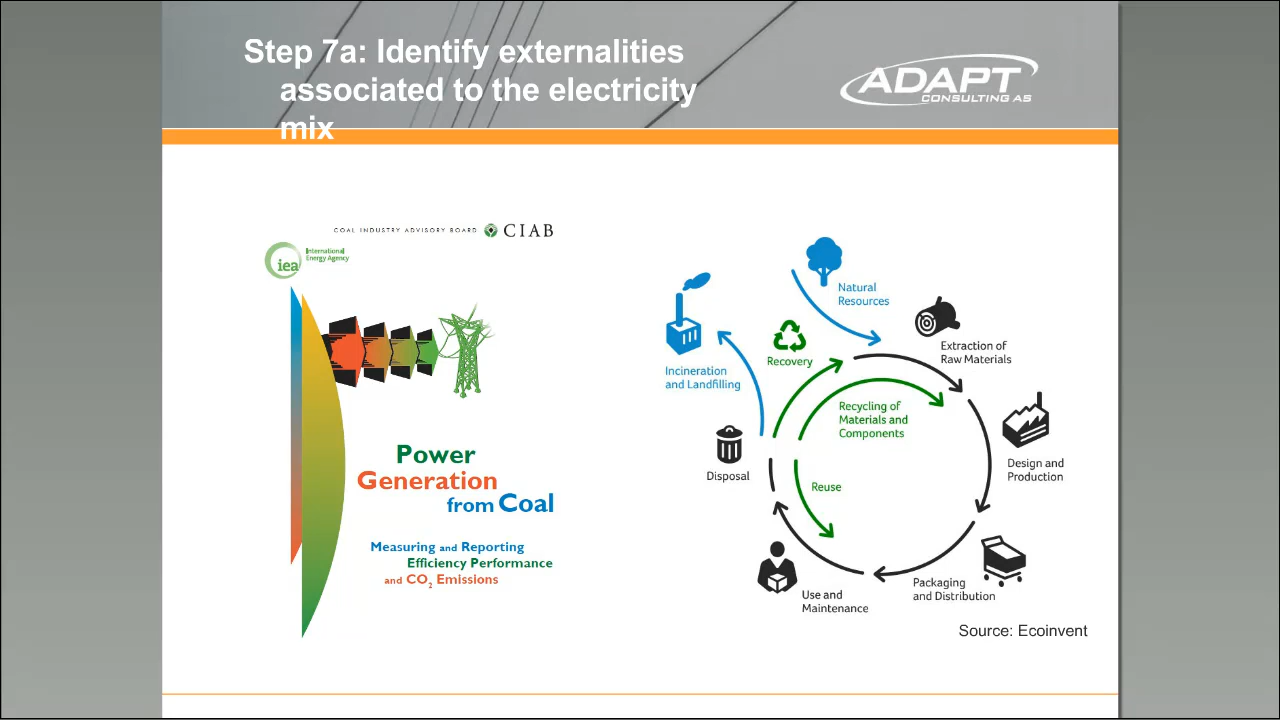 Step 7a: Identify externalities
associated to the electricity
mix
ADAPT
CONSULTING AS
COAL INDUSTRY ADVISORY BOARD CIAB
iea International
Energy Agency
Power
Generation
from Coal
Measuring and Reporting
Efficiency Performance
and CO2 Emissions
Natural
Resources
Extraction of
Raw Materials
Recovery
Incineration
and Landfilling
Recycling of
Materials and
Components
Design and
Production
Disposal
Reuse
Packaging
and Distribution
Use and
Maintenance
Source: Ecoinvent